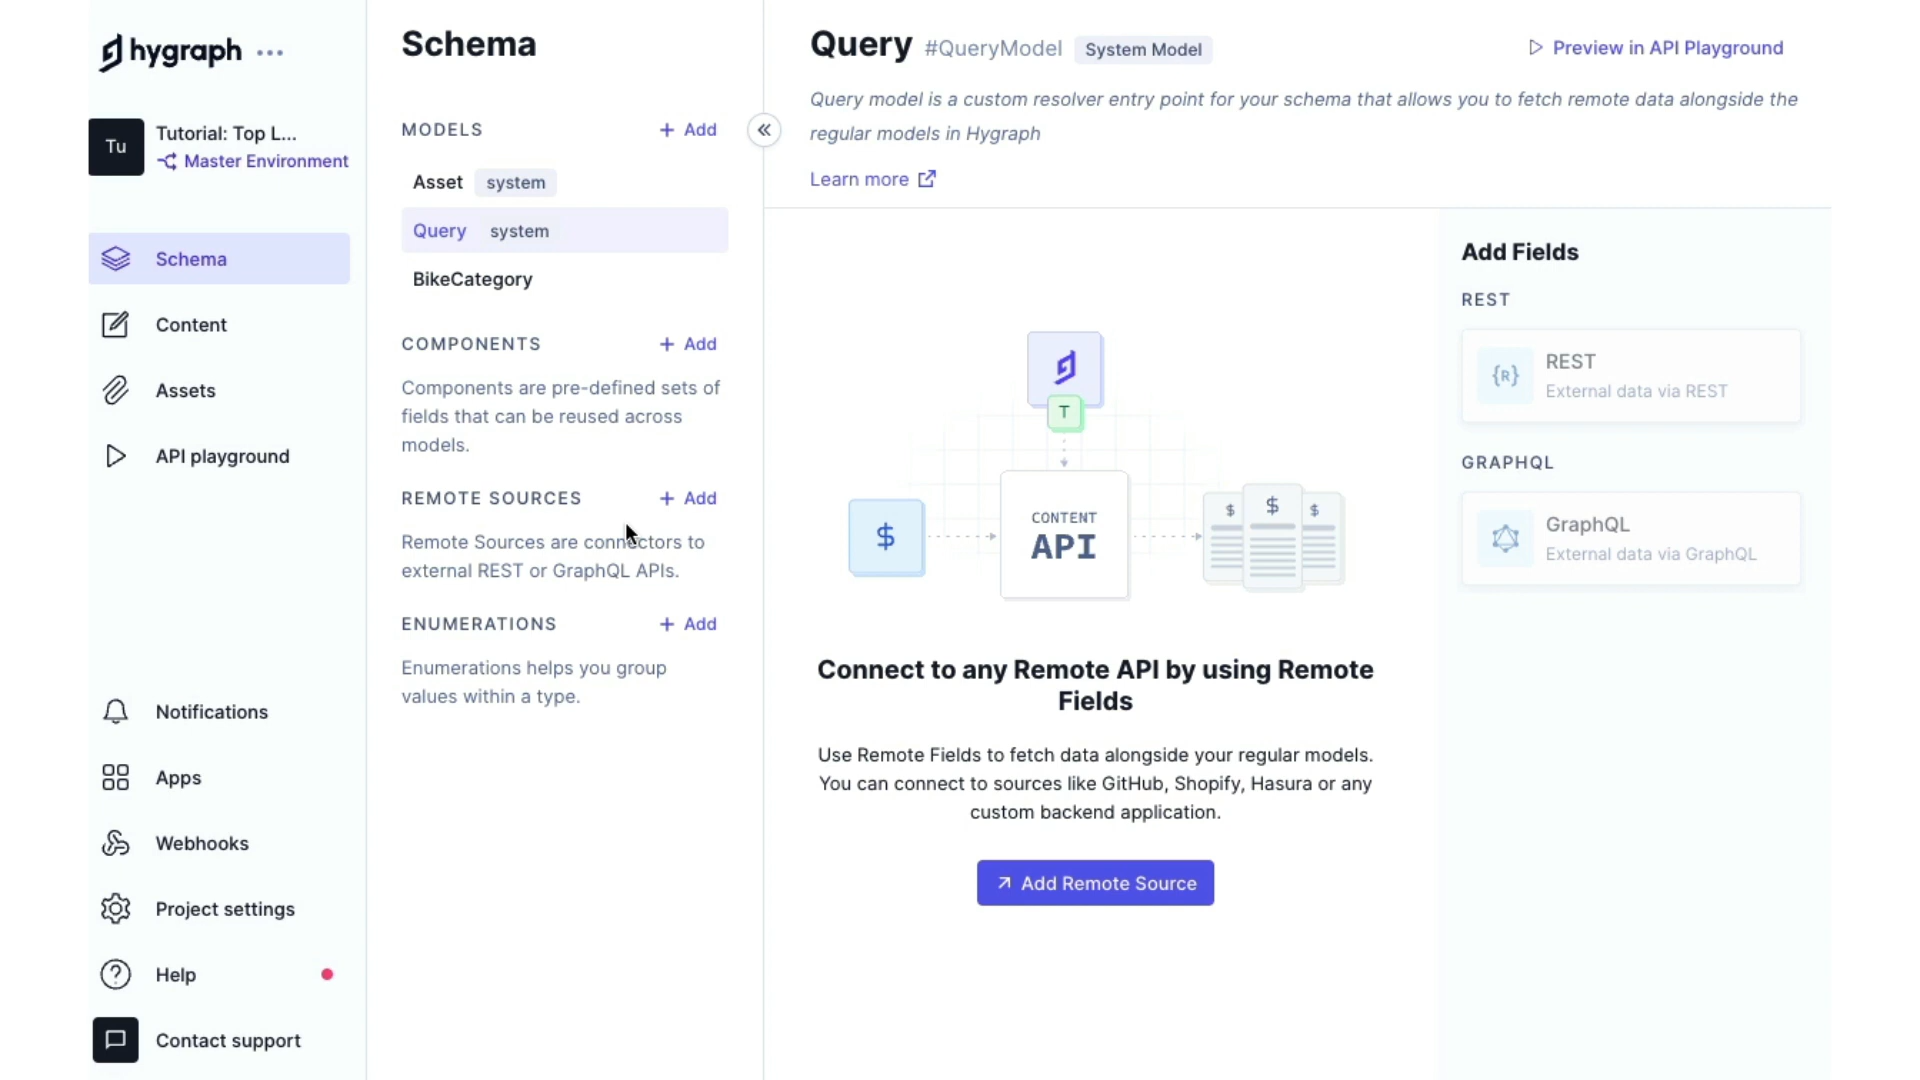 hygraph
Tu
Tutorial: Top L...
Master Environment
Schema
Content
Assets
API playground
Notifications
Apps
Webhooks
Project settings
Help
Contact support
Schema
MODELS
+ Add
Asset system
Query system
BikeCategory
COMPONENTS
+ Add
Components are pre-defined sets of
fields that can be reused across
models.
REMOTE SOURCES
+ Add
Remote Sources are connectors to
external REST or GraphQL APIs.
ENUMERATIONS
+ Add
Enumerations helps you group
values within a type.
Query #QueryModel System Model
Preview in API Playground
Query model is a custom resolver entry point for your schema that allows you to fetch remote data alongside the
regular models in Hygraph
Learn more
T
$
CONTENT
API
$ $ $
Connect to any Remote API by using Remote
Fields
Use Remote Fields to fetch data alongside your regular models.
You can connect to sources like GitHub, Shopify, Hasura or any
custom backend application.
Add Remote Source
Add Fields
REST
{R}
REST
External data via REST
GRAPHQL
GraphQL
External data via GraphQL